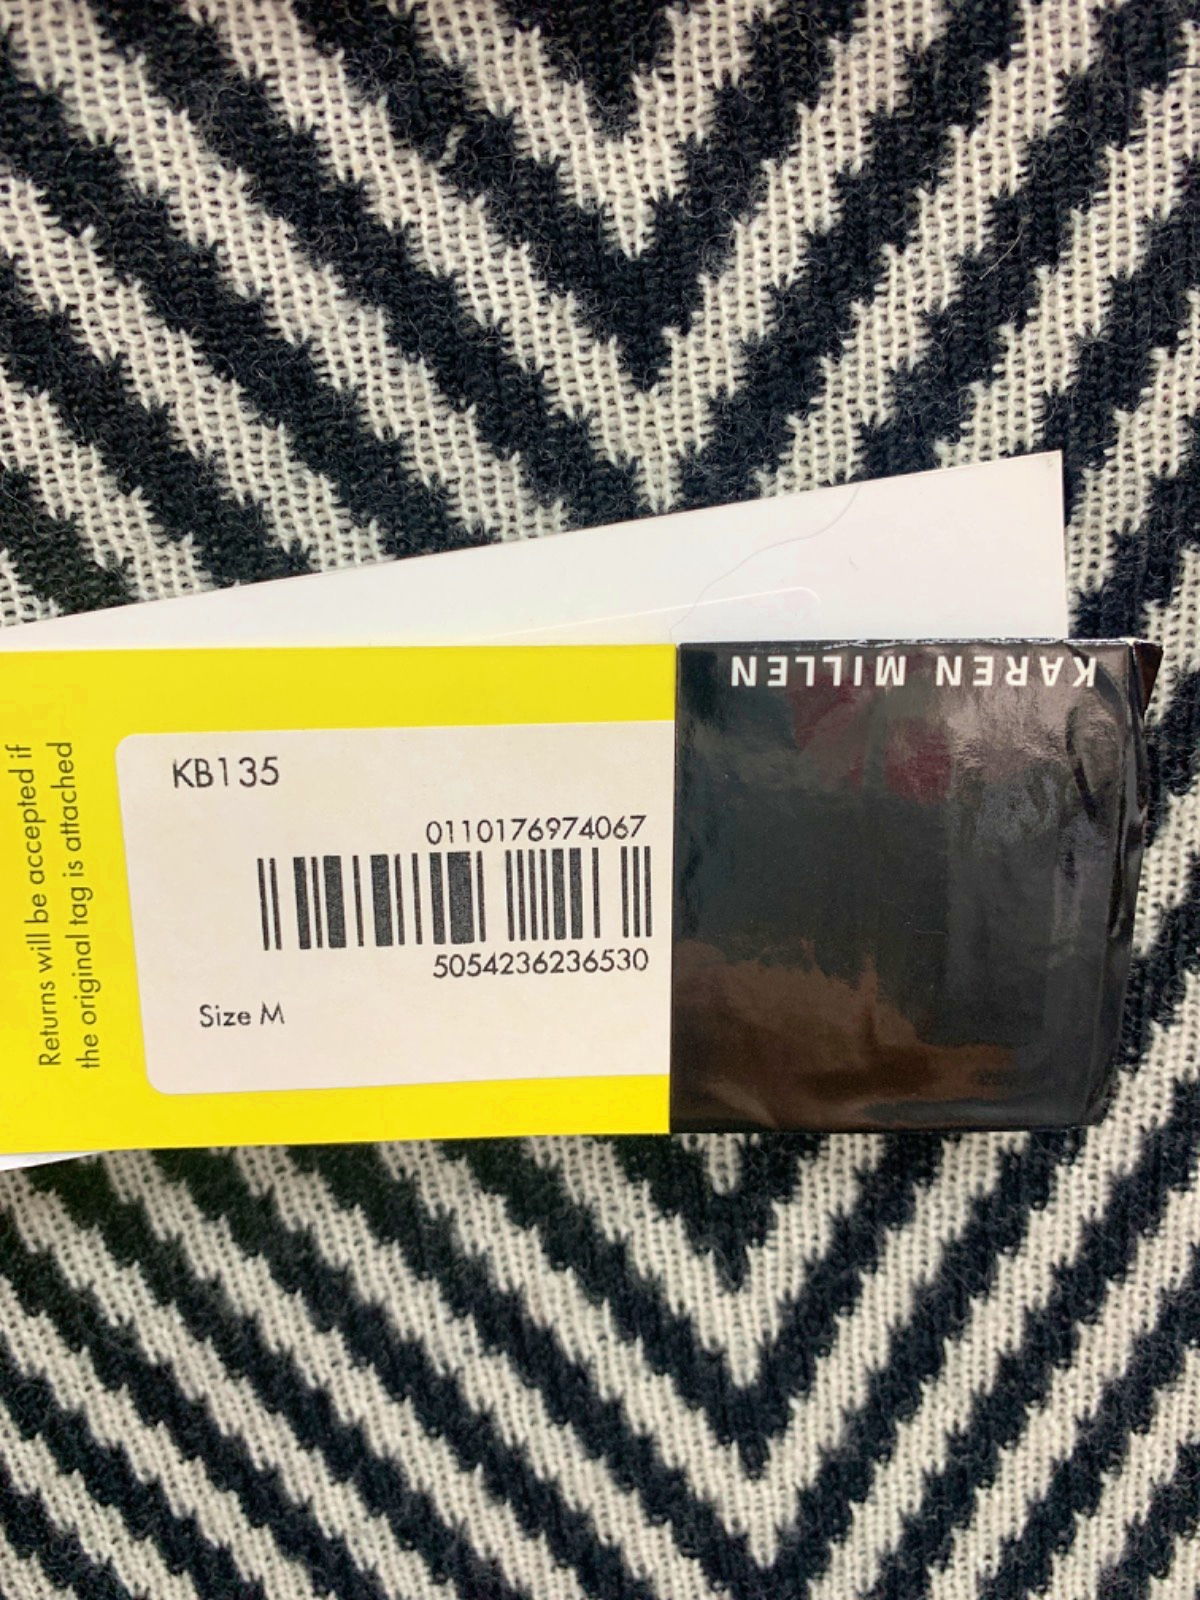 KAREN MILLEN
Returns will be accepted if
the original tag is attached
KB135
0110176974067
5054236236530
Size M